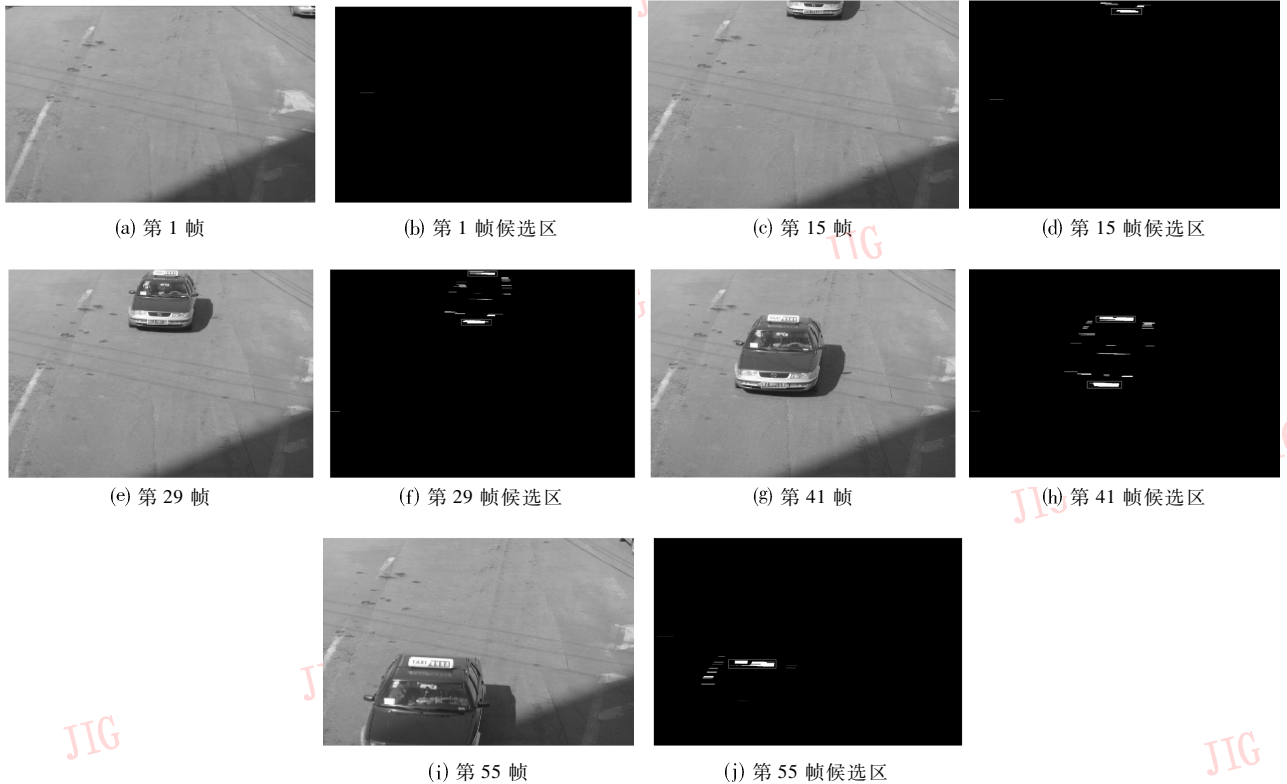 (a) 第 1 帧
(b) 第 1 帧候选区
(c) 第 15 帧
(d) 第 15 帧候选区
JIG
(e) 第 29 帧
(f) 第 29 帧候选区
(g) 第 41 帧
(h) 第 41 帧候选区
JIG
TAXI
(i) 第 55 帧
(j) 第 55 帧候选区
JIG
JIG